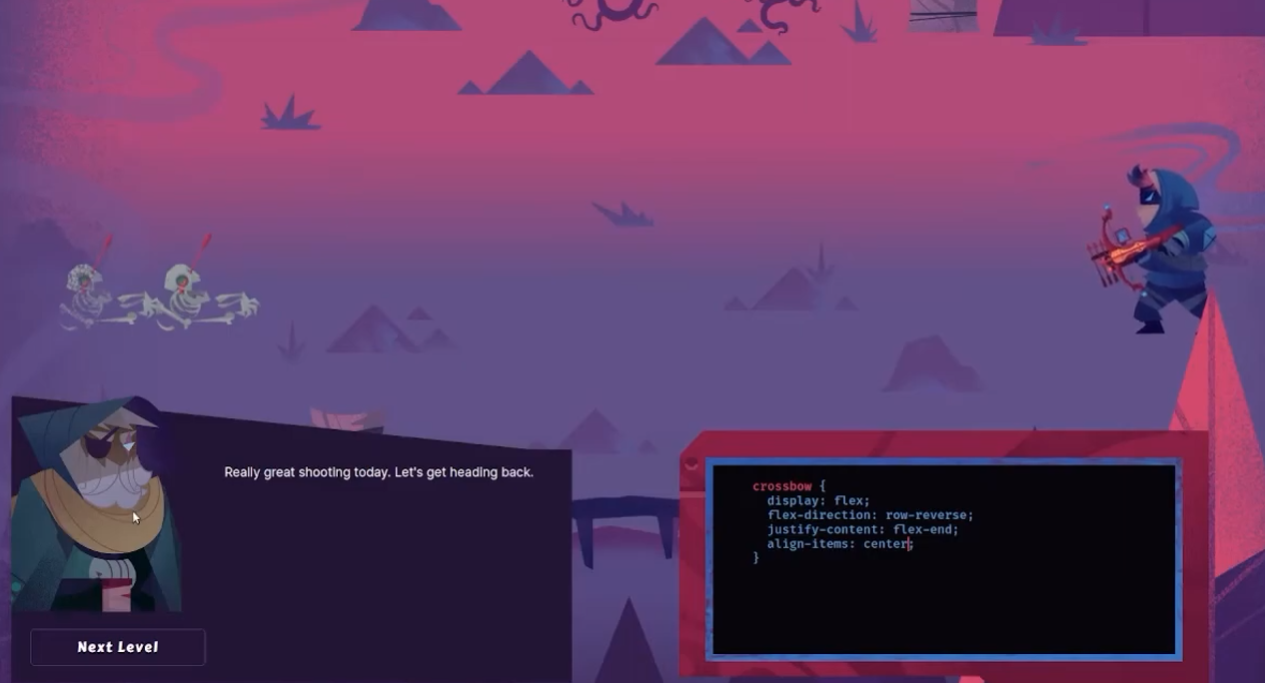 Really great shooting today. Let's get heading back.
Next Level
crossbow {
display: flex;
flex-direction: row-reverse;
justify-content: flex-end;
align-items: center;
}